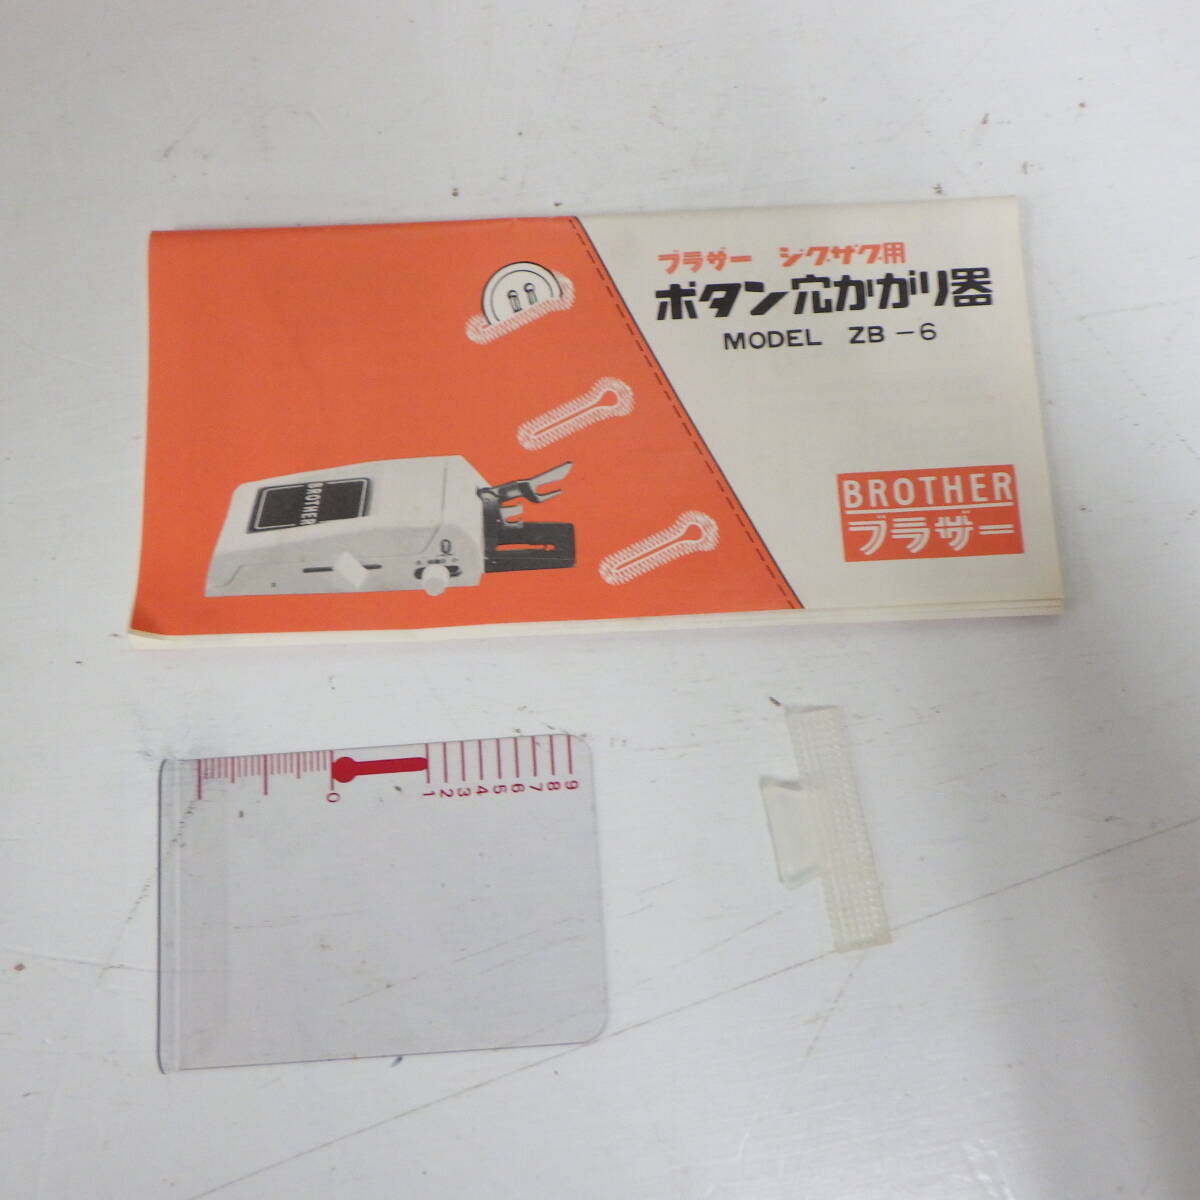 ブラザー ジグザグ用
ボタン穴かがり器
MODEL ZB-6
BROTHER
BROTHER
ブラザー
0 1 2 3 4 5 6 7 8 9